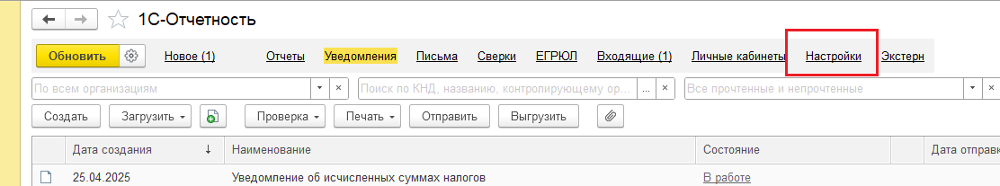 1С-Отчетность
Обновить Новое (1) Отчеты Уведомления Письма Сверки ЕГРЮЛ Входящие (1) Личные кабинеты Настройки Экстерн
По всем организациям Поиск по КНД, названию, контролирующему ор... ... Все прочтенные и непрочтенные
Создать Загрузить Проверка Печать Отправить Выгрузить
Дата создания Наименование Состояние Дата отправк
25.04.2025 Уведомление об исчисленных суммах налогов В работе